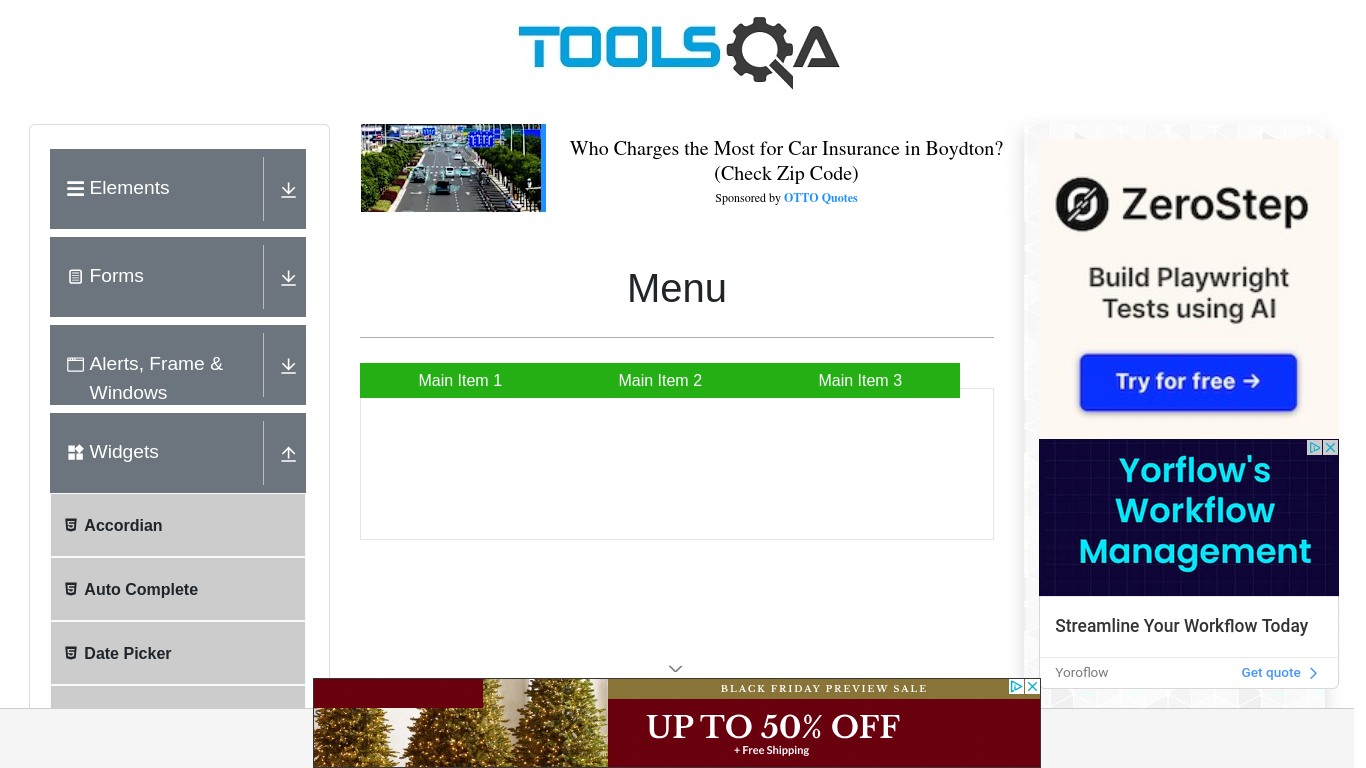 TOOLSQA
Elements
Forms
Alerts, Frame &
Windows
Widgets
Accordian
Auto Complete
Date Picker
Who Charges the Most for Car Insurance in Boydton?
(Check Zip Code)
Sponsored by OTTO Quotes
Menu
Main Item 1
Main Item 2
Main Item 3
ZeroStep
Build Playwright
Tests using AI
Try for free →
Yorflow's
Workflow
Management
Streamline Your Workflow Today
Yoroflow
Get quote
BLACK FRIDAY PREVIEW SALE
UP TO 50% OFF
+ Free Shipping